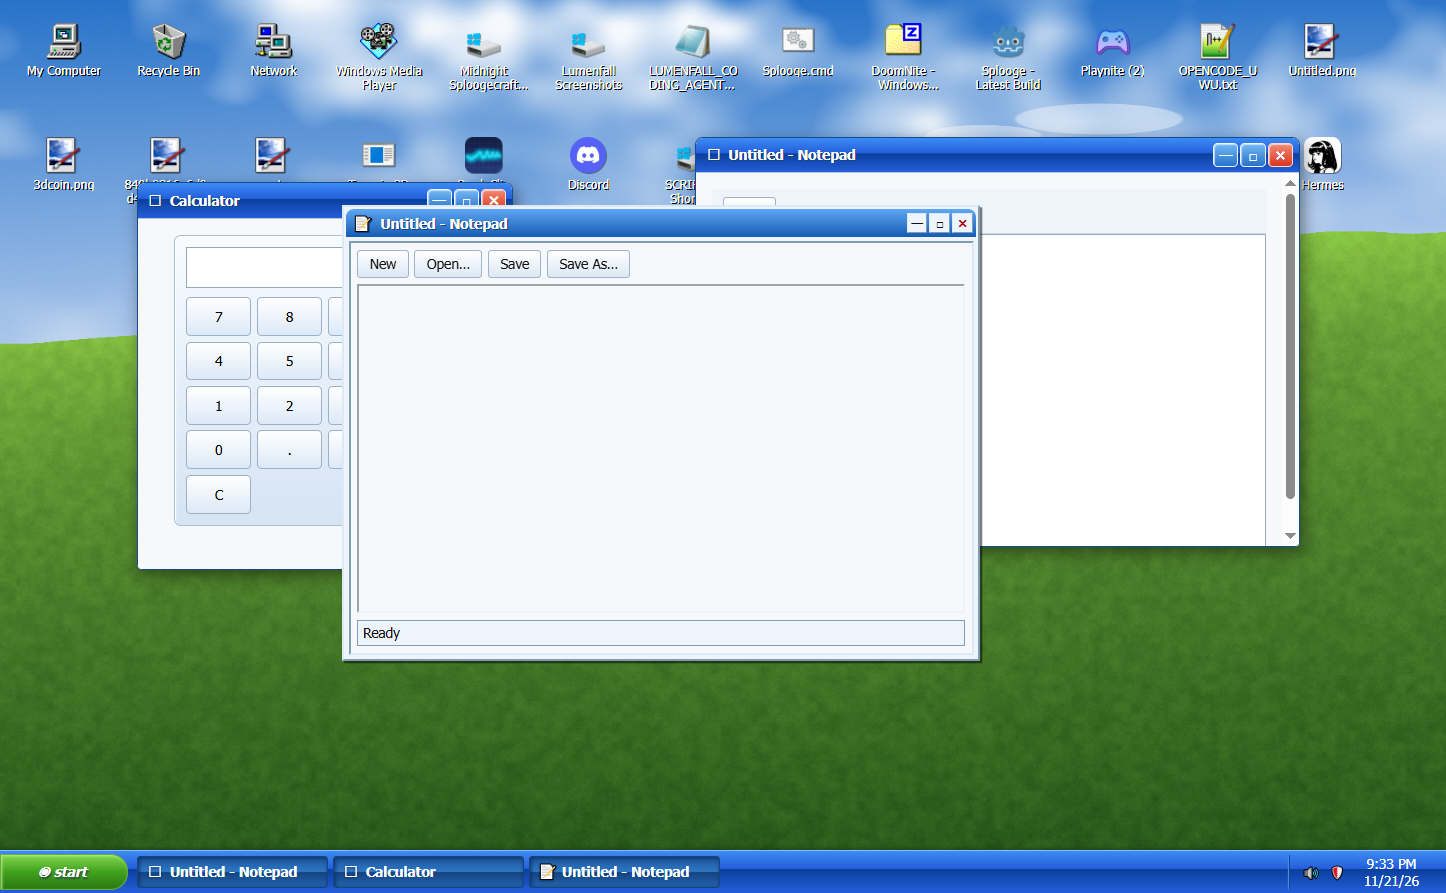 My Computer
Recycle Bin
Network
Windows Media
Player
Midnight
Sploogecraft...
Lumenfall
Screenshots
LUMENFALL_CO
DING_AGENT...
Splooge.cmd
DoomNite -
Windows...
Splooge -
Latest Build
Playnite (2)
OPENCODE_U
WU.txt
Untitled.png
3dcoin.png
Discord
Hermes
Untitled - Notepad
Calculator
7
8
4
5
1
2
0
.
C
Untitled - Notepad
New
Open...
Save
Save As...
Ready
start
Untitled - Notepad
Calculator
Untitled - Notepad
9:33 PM
11/21/26